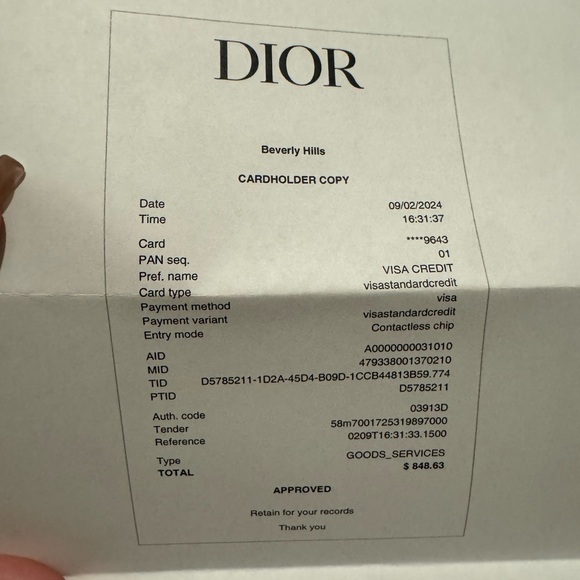 DIOR
Beverly Hills
CARDHOLDER COPY
Date 09/02/2024
Time 16:31:37
Card ****9643
PAN seq. 01
Pref. name VISA CREDIT
Card type visastandardcredit
Payment method visa
Payment variant visastandardcredit
Entry mode Contactless chip
AID A0000000031010
MID 479338001370210
TID D5785211-1D2A-45D4-B09D-1CCB44813B59.774
PTID D5785211
Auth. code 03913D
Tender 58m7001725319897000
Reference 0209T16:31:33.1500
Type GOODS_SERVICES
TOTAL $ 848.63
APPROVED
Retain for your records
Thank you